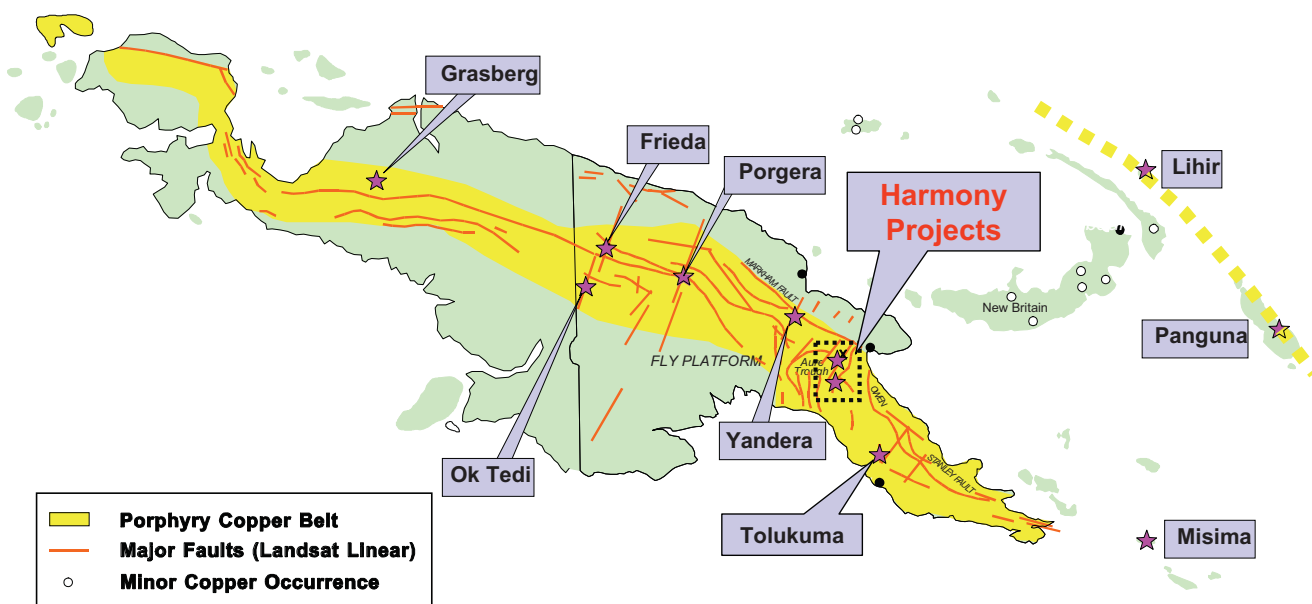 Grasberg
Frieda
Porgera
Harmony
Projects
Lihir
MARKHAM FAULT
New Britain
Panguna
FLY PLATFORM
Aure
Trough
OWEN
STANLEY FAULT
Yandera
Ok Tedi
Tolukuma
Misima
Porphyry Copper Belt
Major Faults (Landsat Linear)
Minor Copper Occurrence